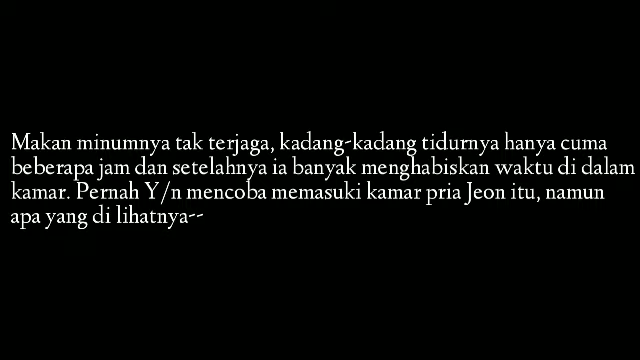 Makan minumnya tak terjaga, kadang-kadang tidurnya hanya cuma
beberapa jam dan setelahnya ia banyak menghabiskan waktu di dalam
kamar. Pernah Y/n mencoba memasuki kamar pria Jeon itu, namun
apa yang di lihatnya--